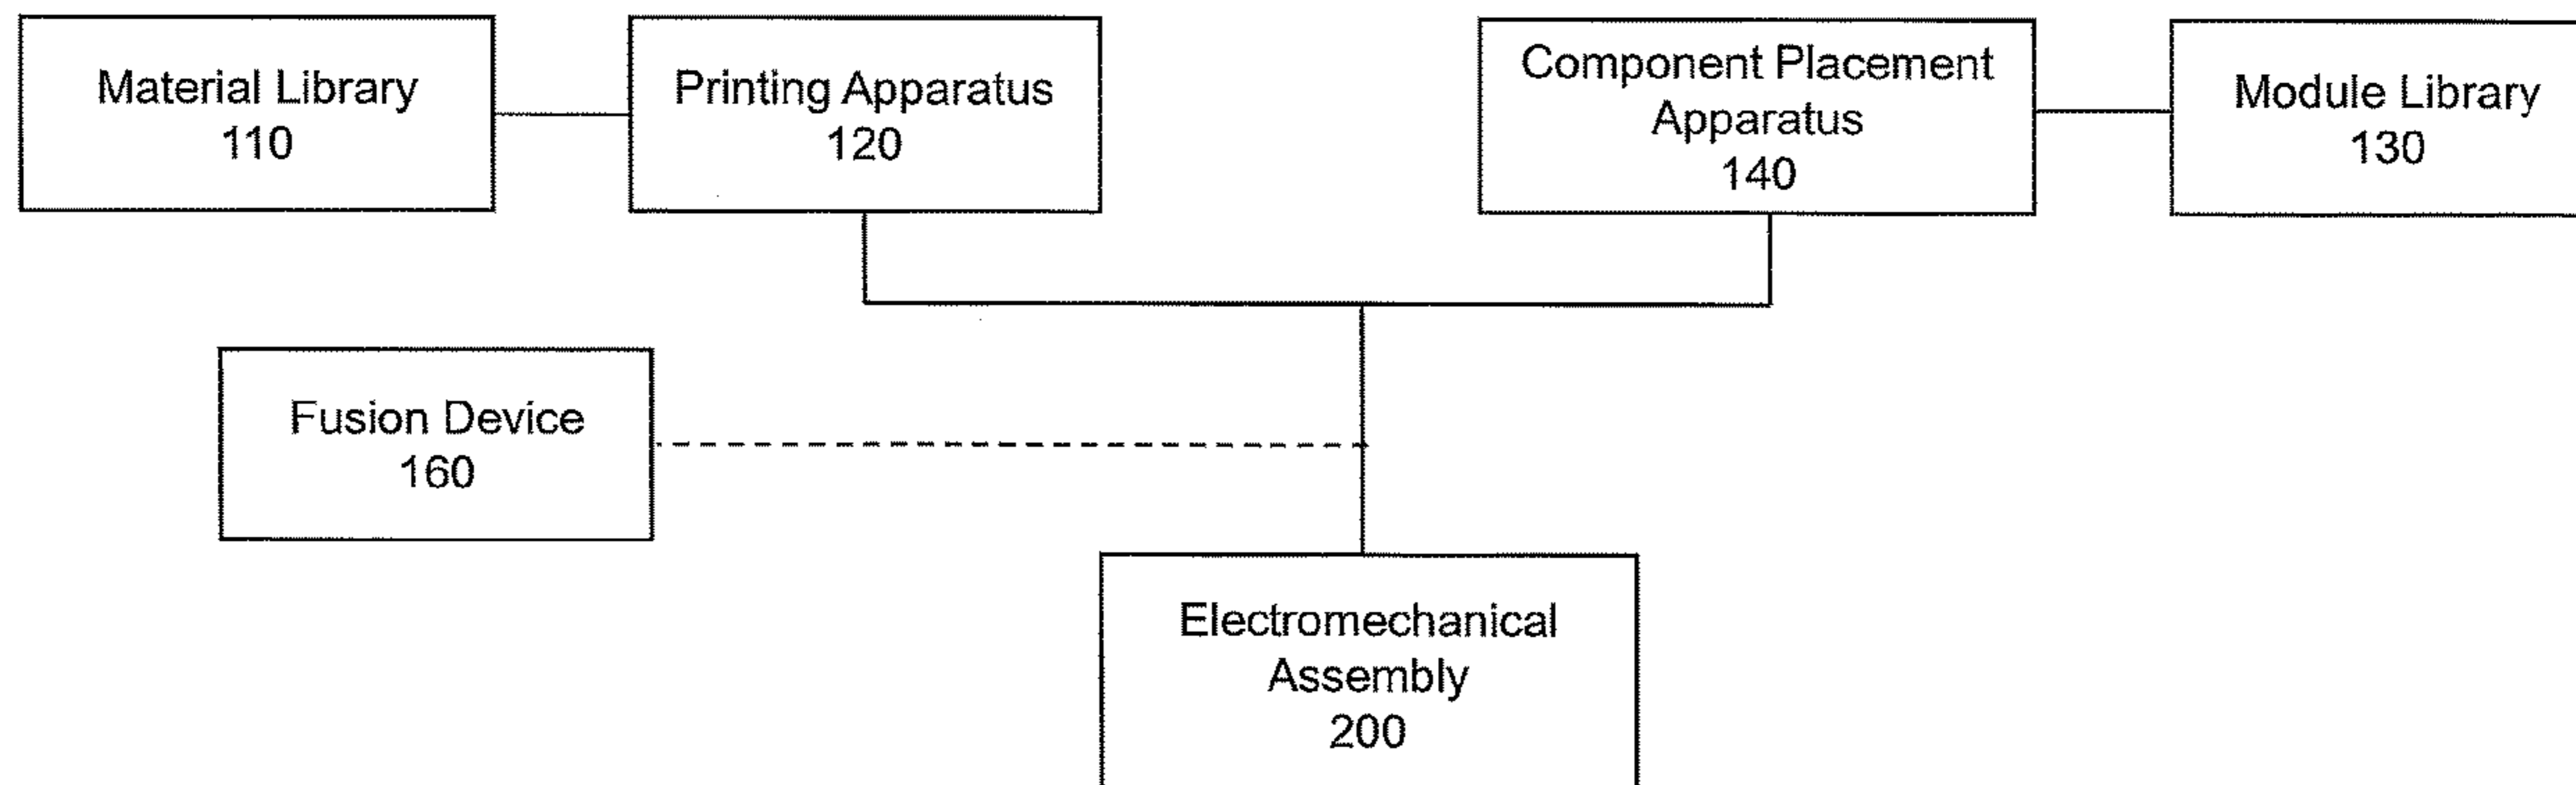 Material Library
110
Printing Apparatus
120
Component Placement
Apparatus
140
Module Library
130
Fusion Device
160
Electromechanical
Assembly
200